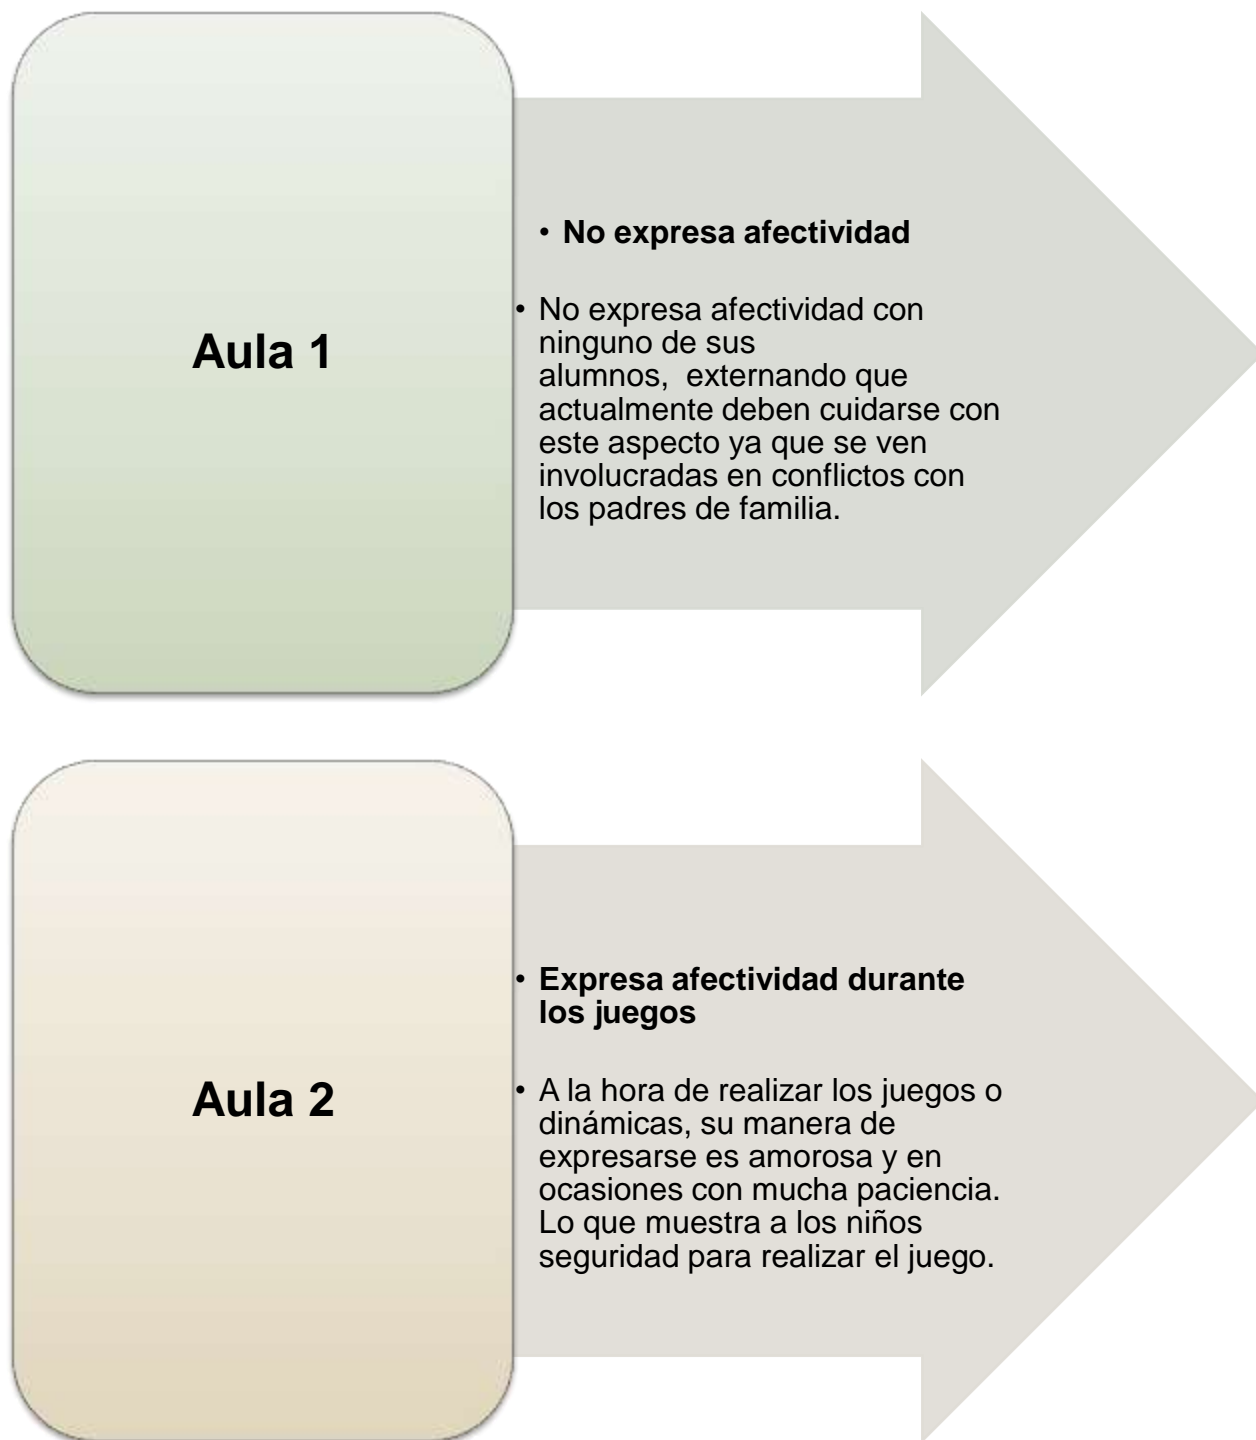 Aula 1
• No expresa afectividad
• No expresa afectividad con
ninguno de sus
alumnos,  externando que
actualmente deben cuidarse con
este aspecto ya que se ven
involucradas en conflictos con
los padres de familia.
Aula 2
• Expresa afectividad durante
los juegos
• A la hora de realizar los juegos o
dinámicas, su manera de
expresarse es amorosa y en
ocasiones con mucha paciencia.
Lo que muestra a los niños
seguridad para realizar el juego.